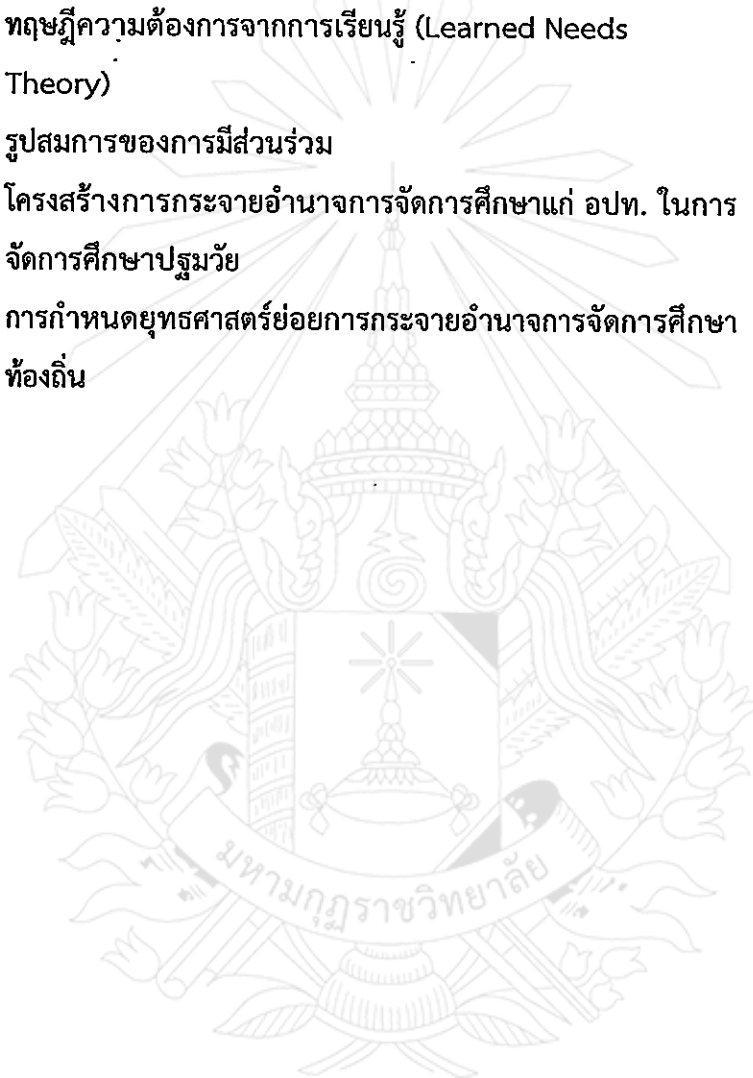 ทฤษฎีความต้องการจากการเรียนรู้ (Learned Needs
Theory)
รูปสมการของการมีส่วนร่วม
โครงสร้างการกระจายอำนาจการจัดการศึกษาแก่ อปท. ในการ
จัดการศึกษาปฐมวัย
การกำหนดยุทธศาสตร์ย่อยการกระจายอำนาจการจัดการศึกษา
ท้องถิ่น
มหามกุฏราชวิทยาลัย